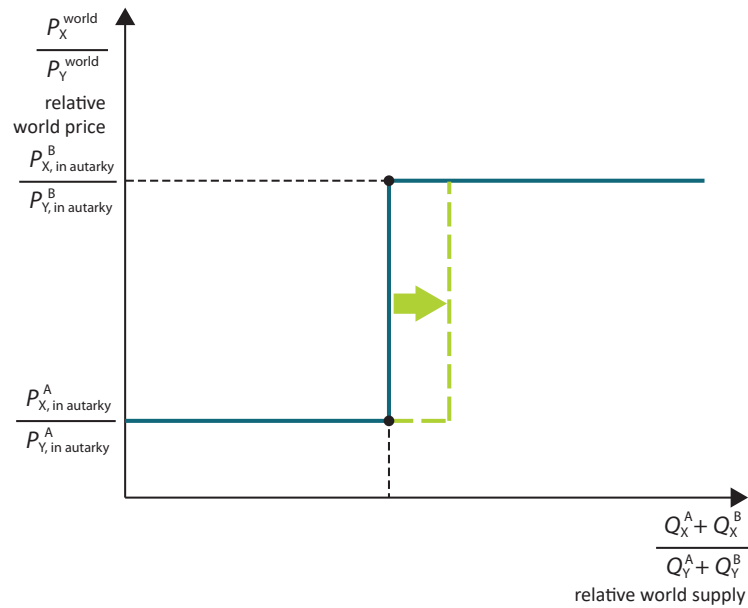 P_X^world
P_Y^world
relative
world price
P_X, in autarky^B
P_Y, in autarky^B
P_X, in autarky^A
P_Y, in autarky^A
Q_X^A + Q_X^B
Q_Y^A + Q_Y^B
relative world supply